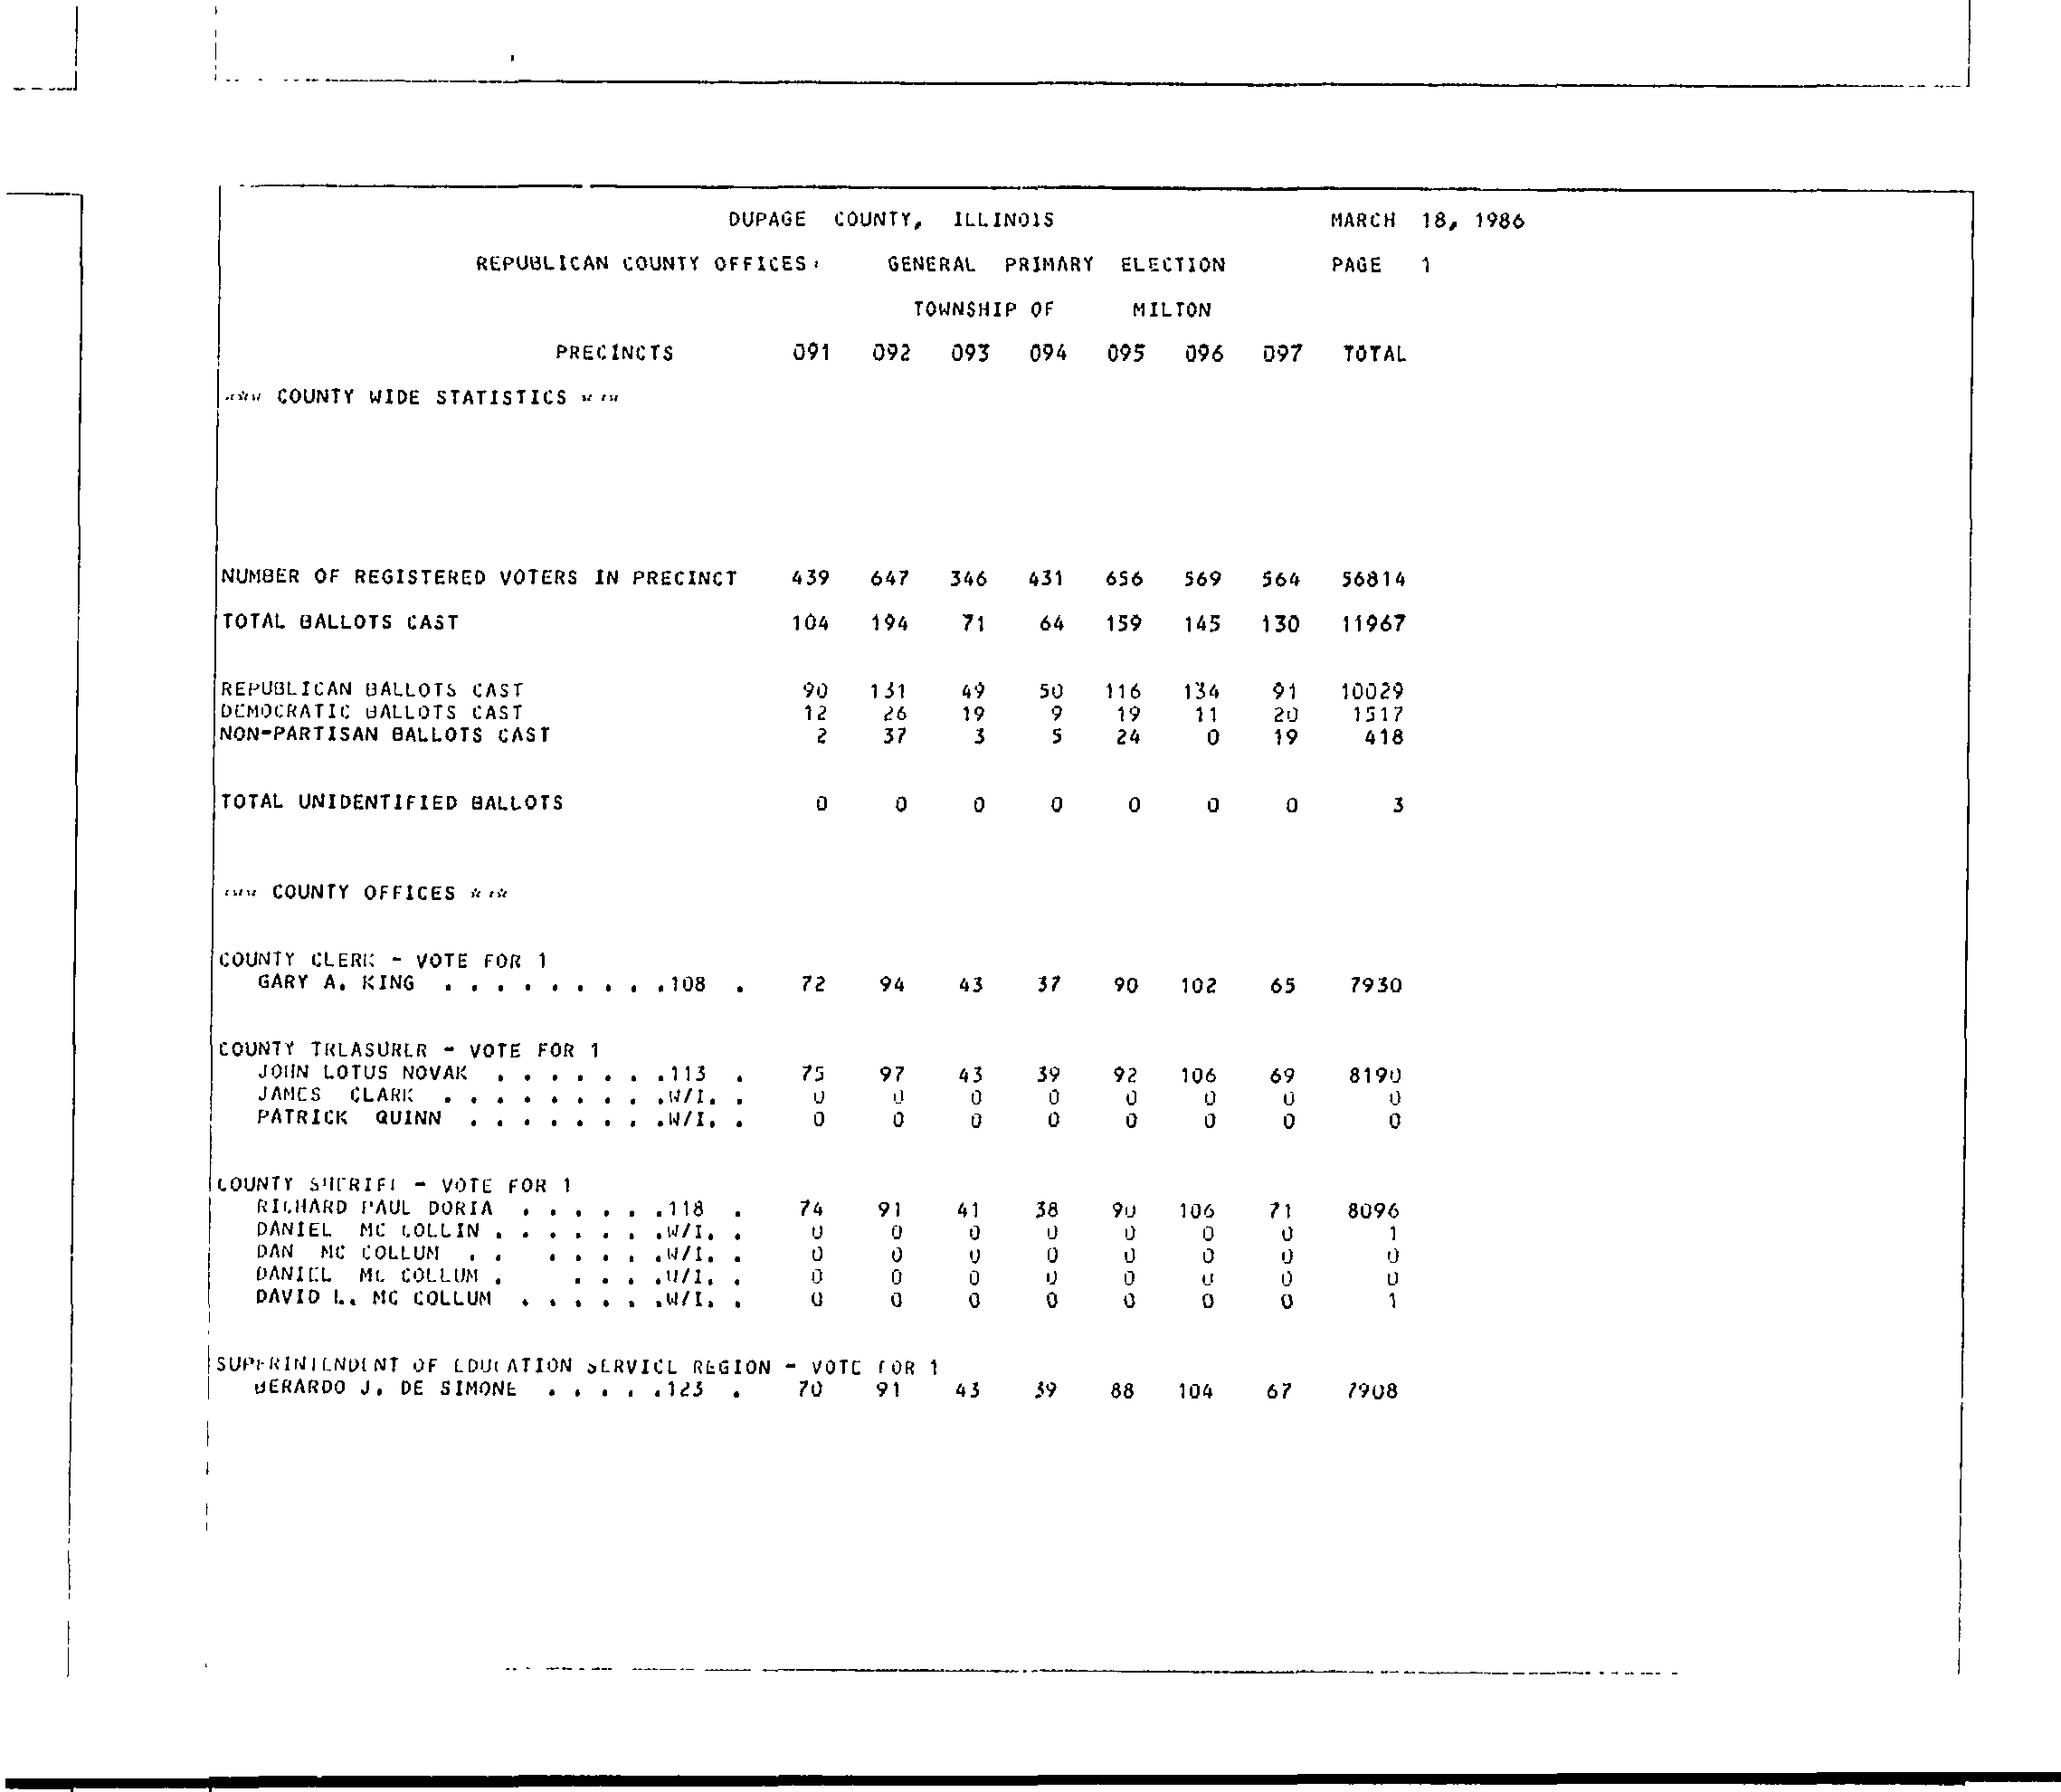 DUPAGE COUNTY, ILLINOIS MARCH 18, 1986
REPUBLICAN COUNTY OFFICES, GENERAL PRIMARY ELECTION PAGE 1
TOWNSHIP OF MILTON
PRECINCTS 091 092 093 094 095 096 097 TOTAL
*** COUNTY WIDE STATISTICS ***
NUMBER OF REGISTERED VOTERS IN PRECINCT 439 647 346 431 656 569 564 56814
TOTAL BALLOTS CAST 104 194 71 64 159 145 130 11967
REPUBLICAN BALLOTS CAST 90 131 49 50 116 134 91 10029
DEMOCRATIC BALLOTS CAST 12 26 19 9 19 11 20 1517
NON-PARTISAN BALLOTS CAST 2 37 3 5 24 0 19 418
TOTAL UNIDENTIFIED BALLOTS 0 0 0 0 0 0 0 3
*** COUNTY OFFICES ***
COUNTY CLERK - VOTE FOR 1
GARY A. KING . . . . . . . . .108 . 72 94 43 37 90 102 65 7930
COUNTY TREASURER - VOTE FOR 1
JOHN LOTUS NOVAK . . . . . . .113 . 75 97 43 39 92 106 69 8190
JAMES CLARK . . . . . . . . .W/I. . 0 0 0 0 0 0 0 0
PATRICK QUINN . . . . . . . .W/I. . 0 0 0 0 0 0 0 0
COUNTY SHERIFF - VOTE FOR 1
RICHARD PAUL DORIA . . . . . .118 . 74 91 41 38 90 106 71 8096
DANIEL MC COLLIN . . . . . . .W/I. . 0 0 0 0 0 0 0 1
DAN MC COLLUM . . . . . . .W/I. . 0 0 0 0 0 0 0 0
DANIEL MC COLLUM . . . . .W/I. . 0 0 0 0 0 0 0 0
DAVID L. MC COLLUM . . . . . .W/I. . 0 0 0 0 0 0 0 1
SUPERINTENDENT OF EDUCATION SERVICE REGION - VOTE FOR 1
BERARDO J. DE SIMONE . . . . .123 . 70 91 43 39 88 104 67 7908